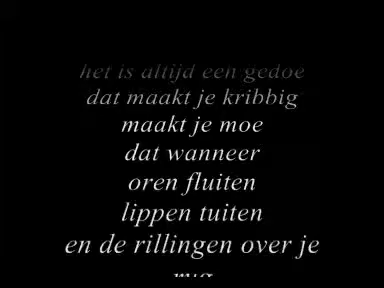 het is altijd een gedoe
dat maakt je kribbig
maakt je moe
dat wanneer
oren fluiten
lippen tuiten
en de rillingen over je